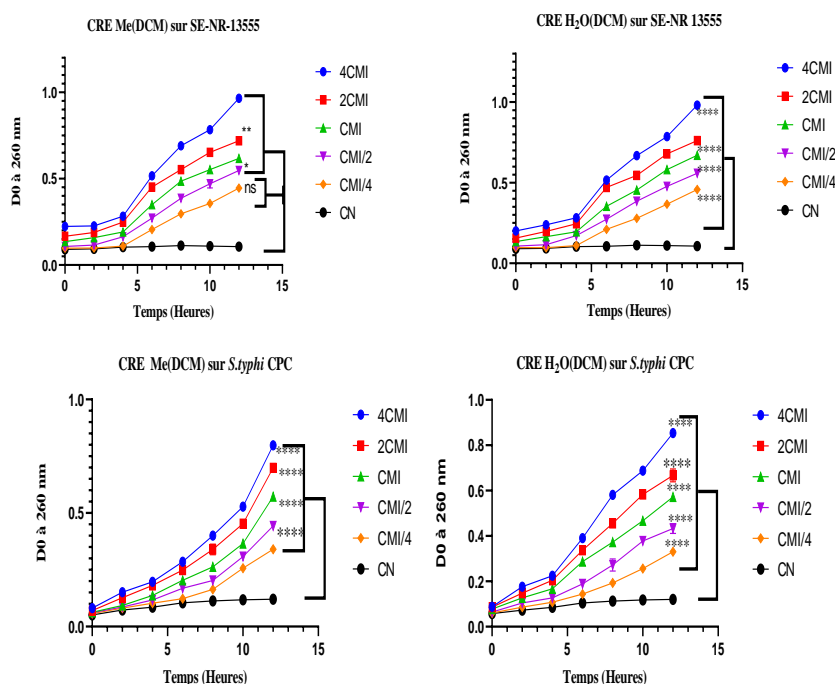 CRE Me(DCM) sur SE-NR-13555
D0 à 260 nm
1.0
0.5
0.0
0 5 10 15
Temps (Heures)
**
*
ns
4CMI
2CMI
CMI
CMI/2
CMI/4
CN
CRE H₂O(DCM) sur SE-NR 13555
D0 à 260 nm
1.0
0.5
0.0
0 5 10 15
Temps (Heures)
****
****
****
****
4CMI
2CMI
CMI
CMI/2
CMI/4
CN
CRE Me(DCM) sur S.typhi CPC
D0 à 260 nm
1.0
0.5
0.0
0 5 10 15
Temps (Heures)
****
****
****
****
4CMI
2CMI
CMI
CMI/2
CMI/4
CN
CRE H₂O(DCM) sur S.typhi CPC
D0 à 260 nm
1.0
0.8
0.6
0.4
0.2
0.0
0 5 10 15
Temps (Heures)
****
****
****
****
****
4CMI
2CMI
CMI
CMI/2
CMI/4
CN